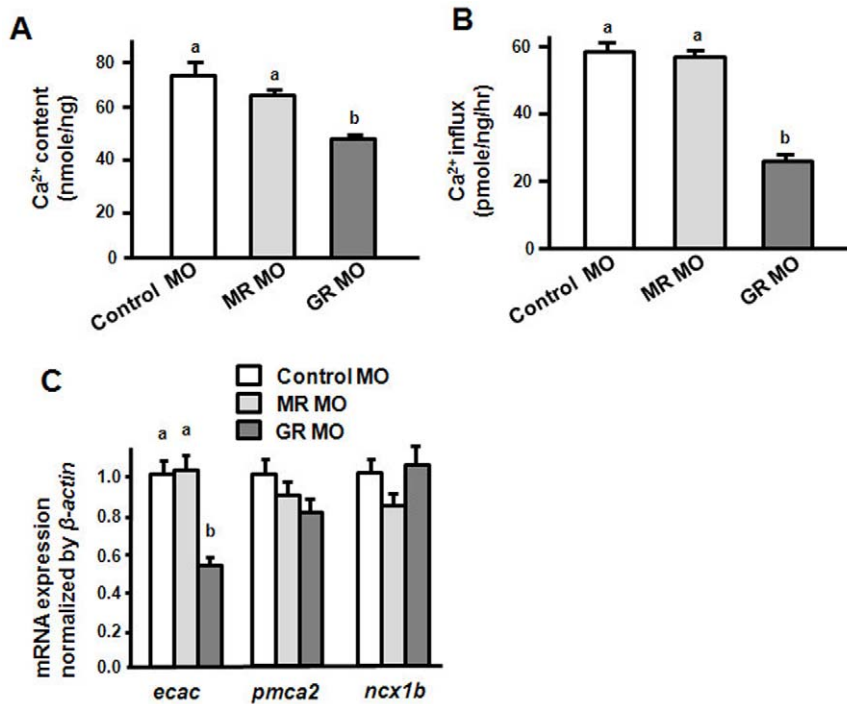 A
Ca²⁺ content
(nmole/ng)
80
60
40
20
0
a
a
b
Control MO
MR MO
GR MO
B
Ca²⁺ influx
(pmole/ng/hr)
60
40
20
0
a
a
b
Control MO
MR MO
GR MO
C
Control MO
MR MO
GR MO
mRNA expression
normalized by β-actin
1.0
0.8
0.6
0.4
0.2
0.0
a a
b
ecac pmca2 ncx1b